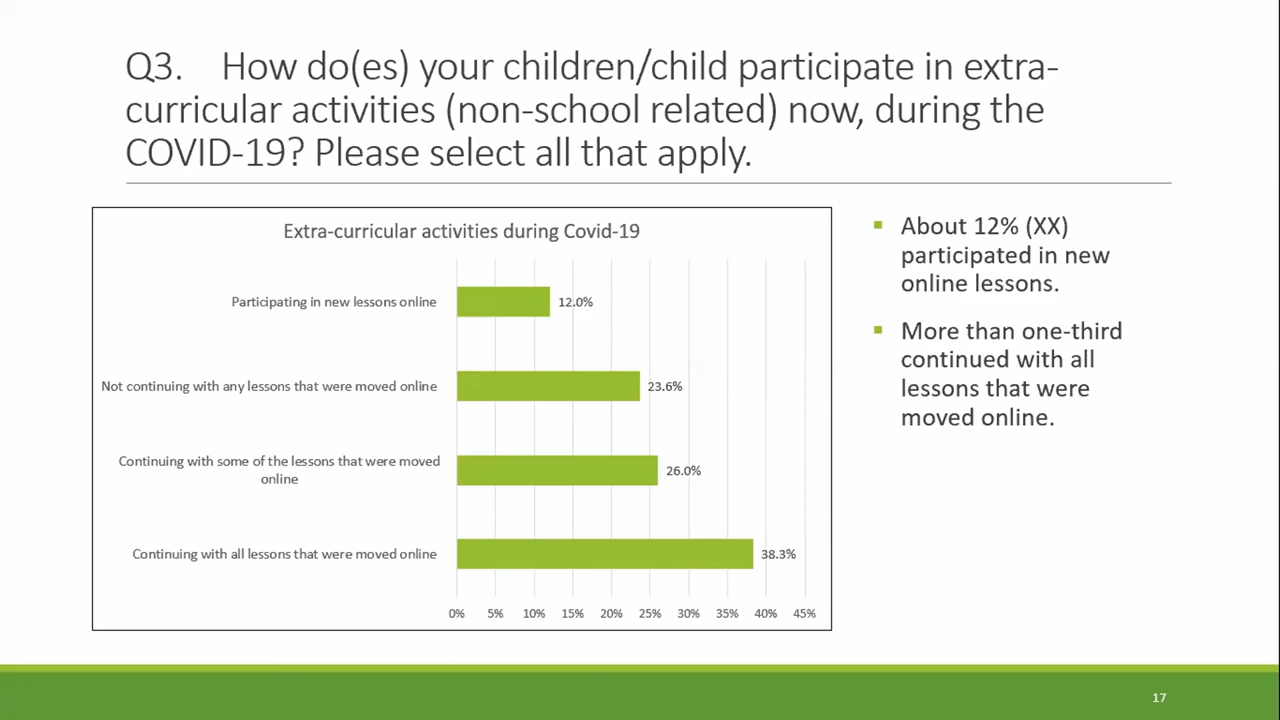 Q3. How do(es) your children/child participate in extra-
curricular activities (non-school related) now, during the
COVID-19? Please select all that apply.
Extra-curricular activities during Covid-19
Participating in new lessons online
12.0%
Not continuing with any lessons that were moved online
23.6%
Continuing with some of the lessons that were moved
online
26.0%
Continuing with all lessons that were moved online
38.3%
0% 5% 10% 15% 20% 25% 30% 35% 40% 45%
About 12% (XX)
participated in new
online lessons.
More than one-third
continued with all
lessons that were
moved online.
17